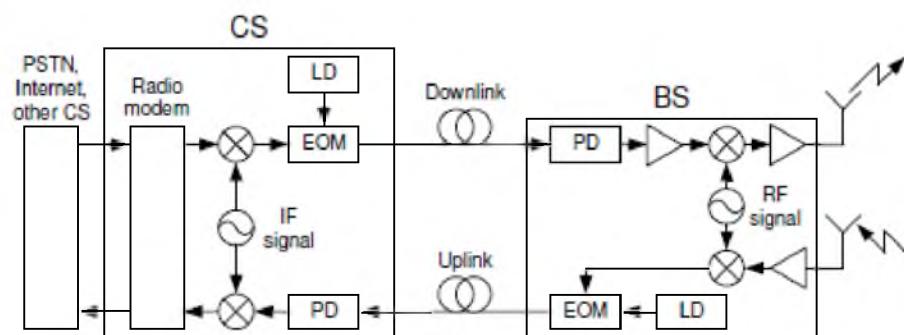 CS
PSTN,
Internet,
other CS
Radio
modem
LD
EOM
Downlink
BS
PD
IF
signal
RF
signal
Uplink
PD
EOM
LD